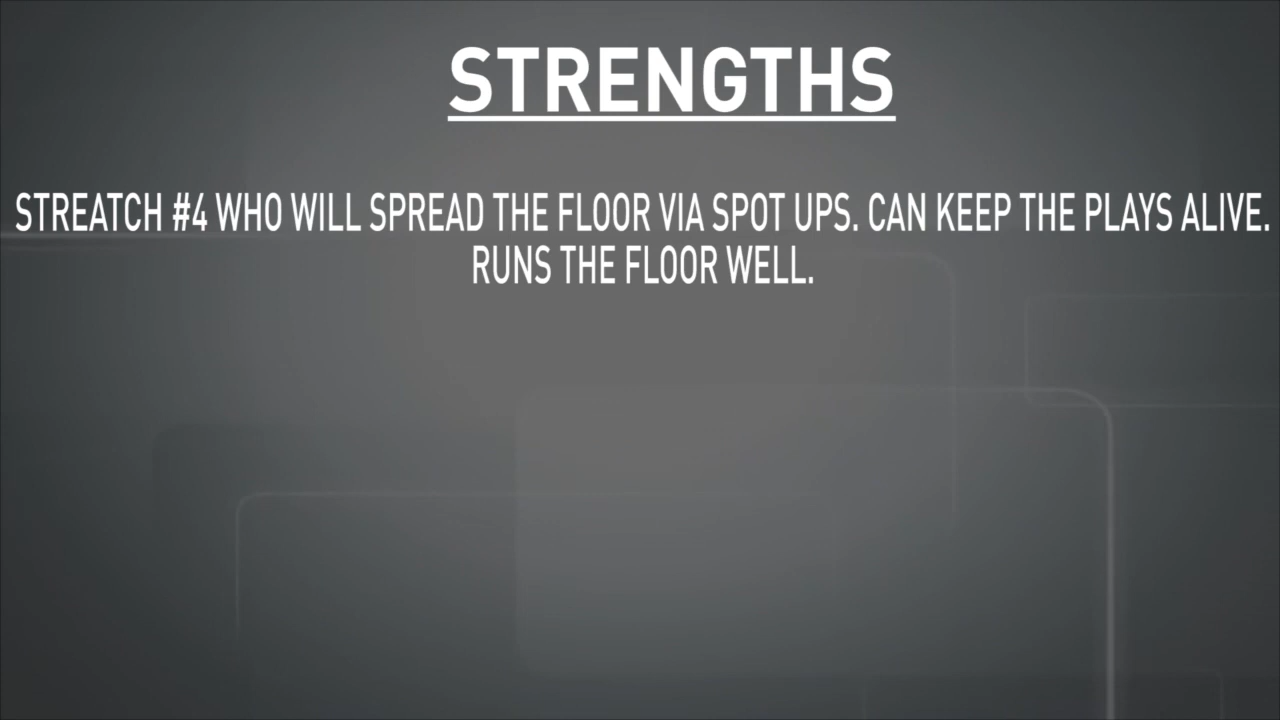 STRENGTHS
STREATCH #4 WHO WILL SPREAD THE FLOOR VIA SPOT UPS. CAN KEEP THE PLAYS ALIVE.
RUNS THE FLOOR WELL.